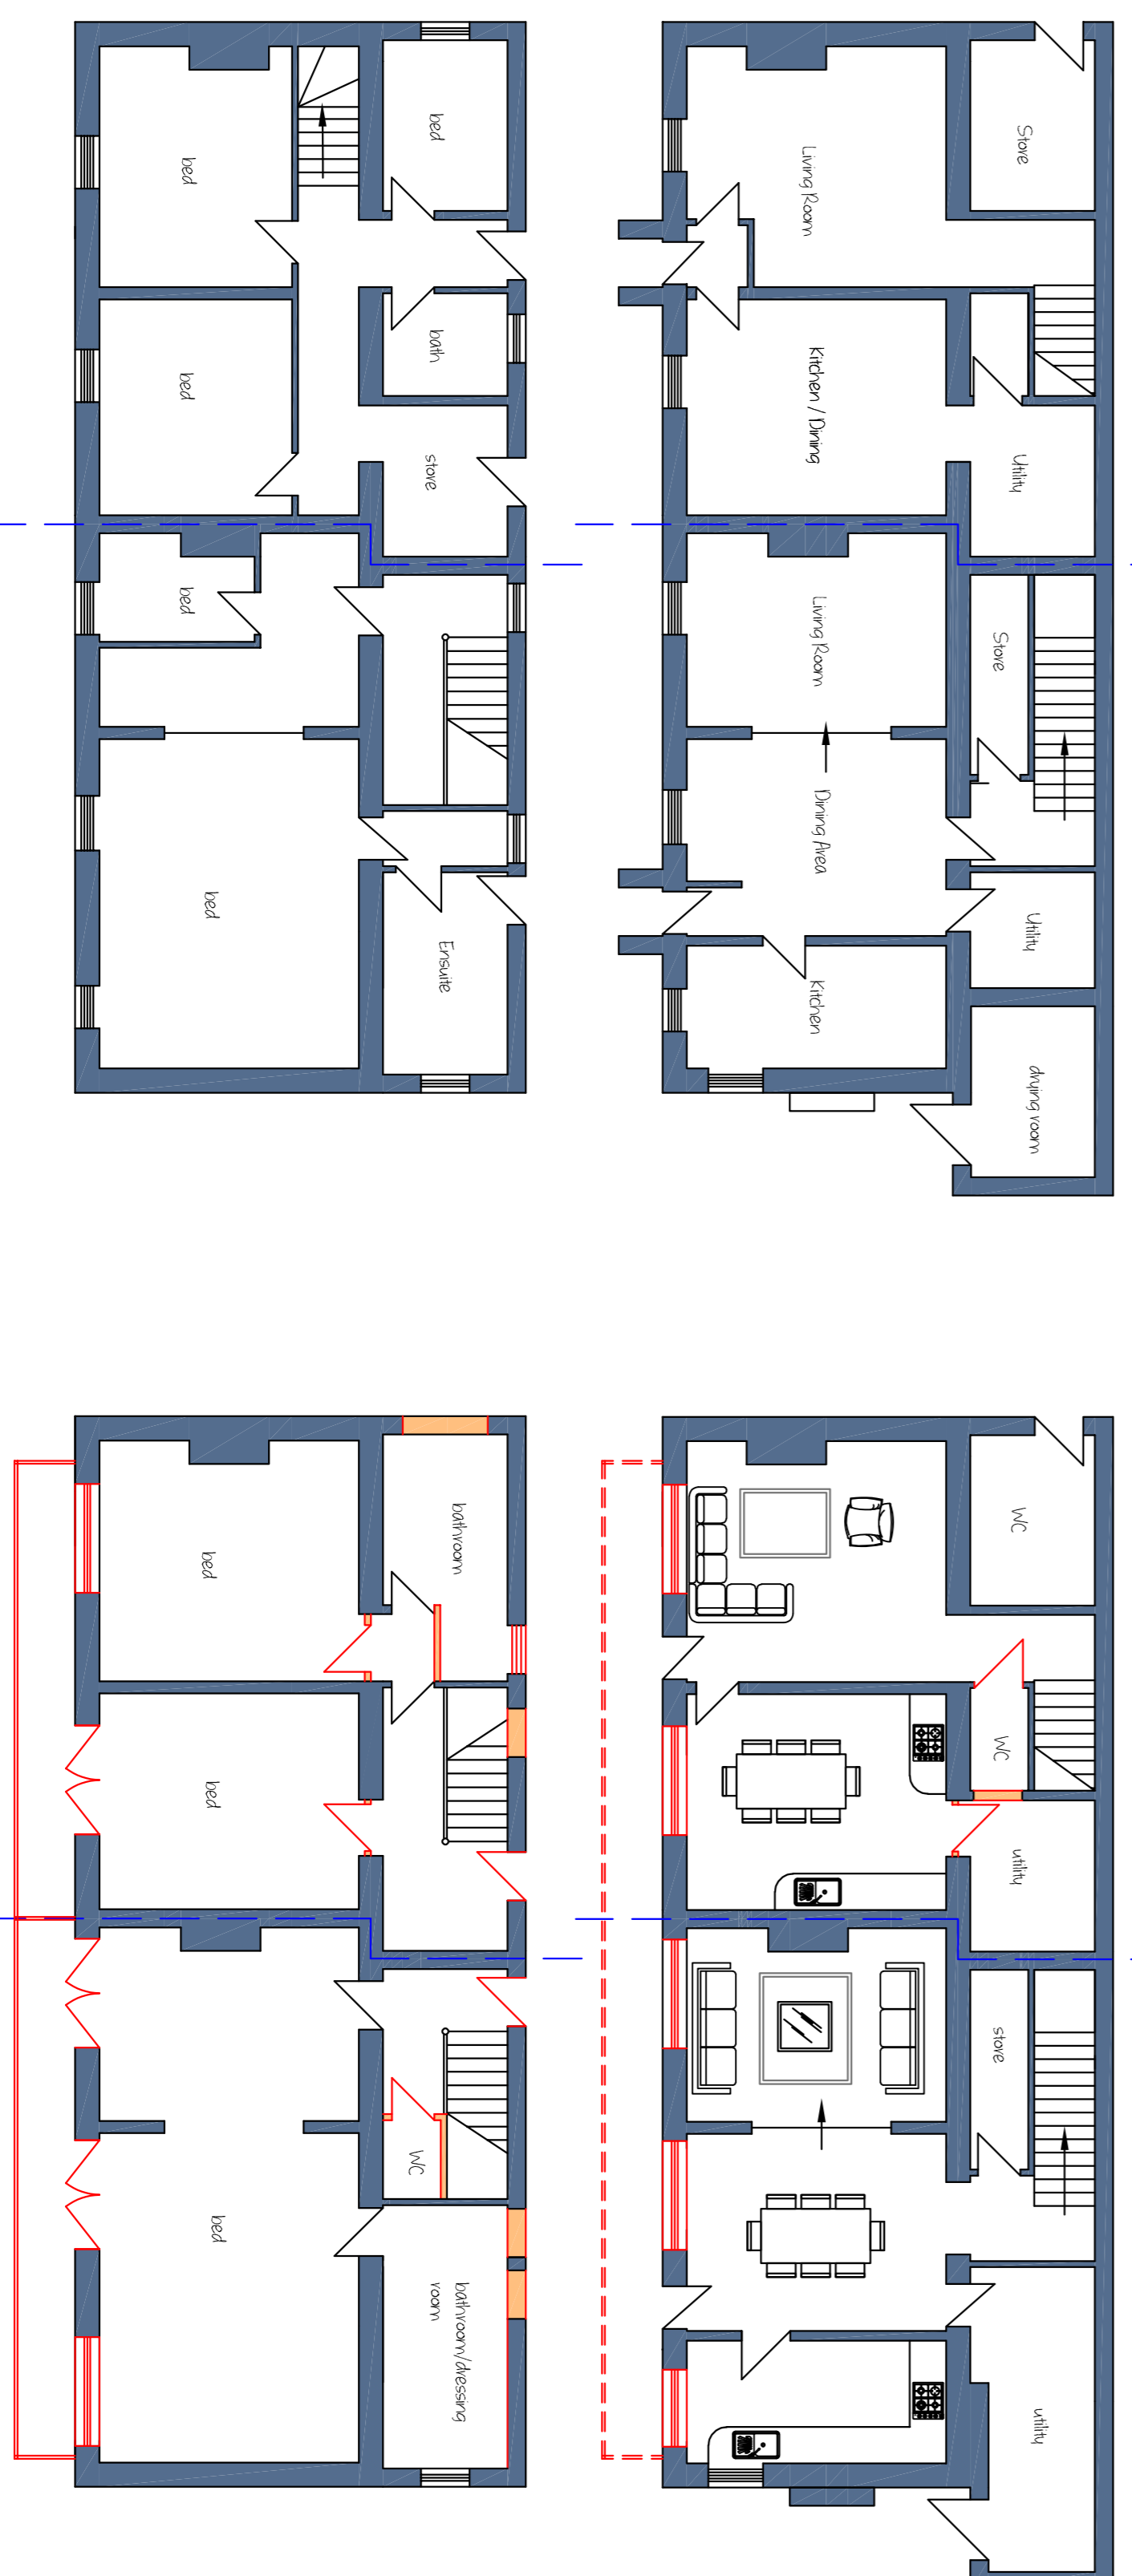 bed
bed
bath
bed
store
bed
bed
Ensuite
Store
Living Room
Kitchen / Dining
Utility
Living Room
Store
Dining Area
Utility
Kitchen
drying room
bathroom
bed
bed
WC
bed
bathroom/dressing
room
WC
WC
utility
store
utility